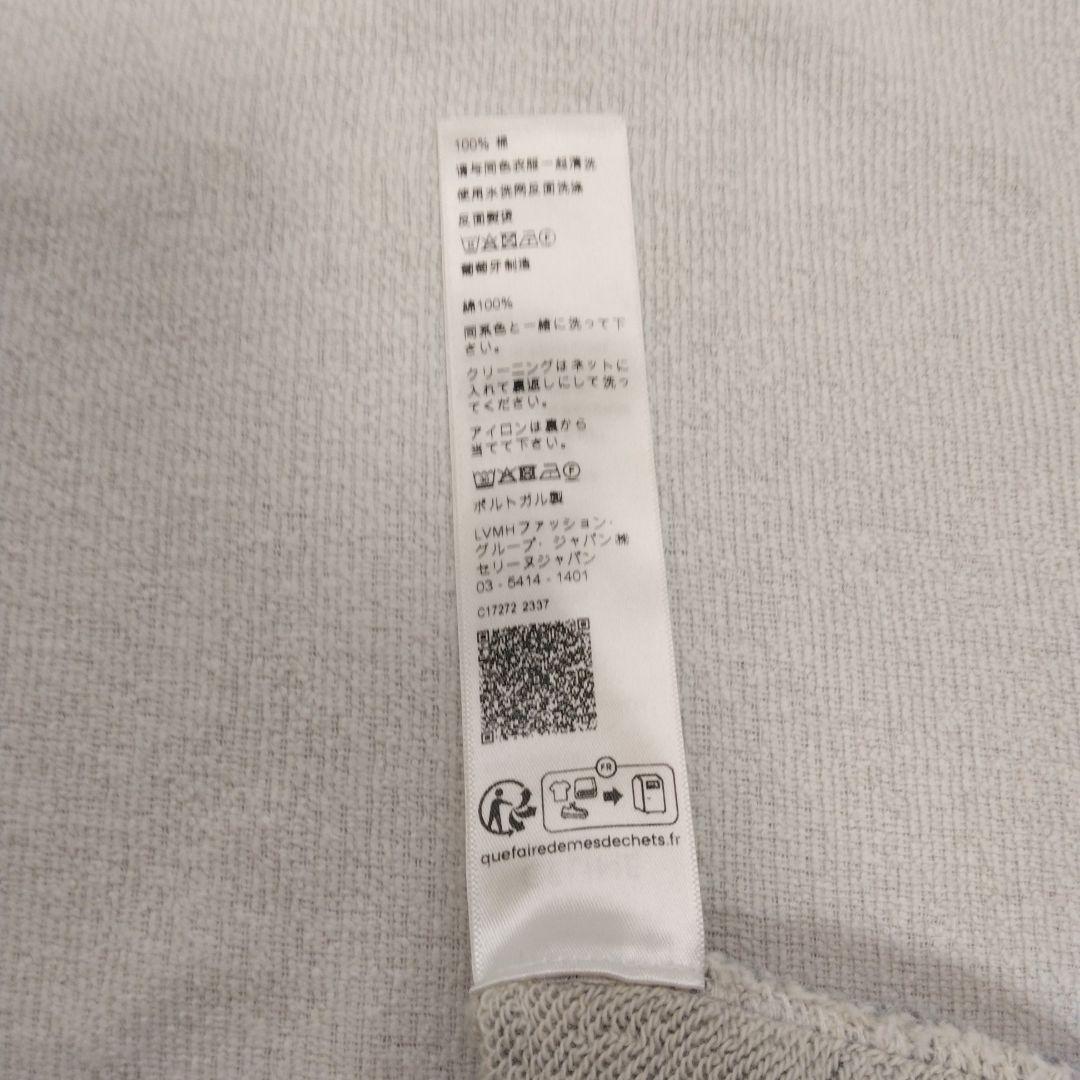 100% 棉
请与同色衣服一起清洗
使用水洗网反面洗涤
反面熨烫
葡萄牙制造
綿100%
同系色と一緒に洗って下
さい。
クリーニングはネットに
入れて裏返しにして洗っ
てください。
アイロンは裏から
当てて下さい。
ポルトガル製
LVMHファッション・
グループ・ジャパン㈱
セリーヌジャパン
03 - 5414 - 1401
C17272 2337
FR
quefairedemesdechets.fr